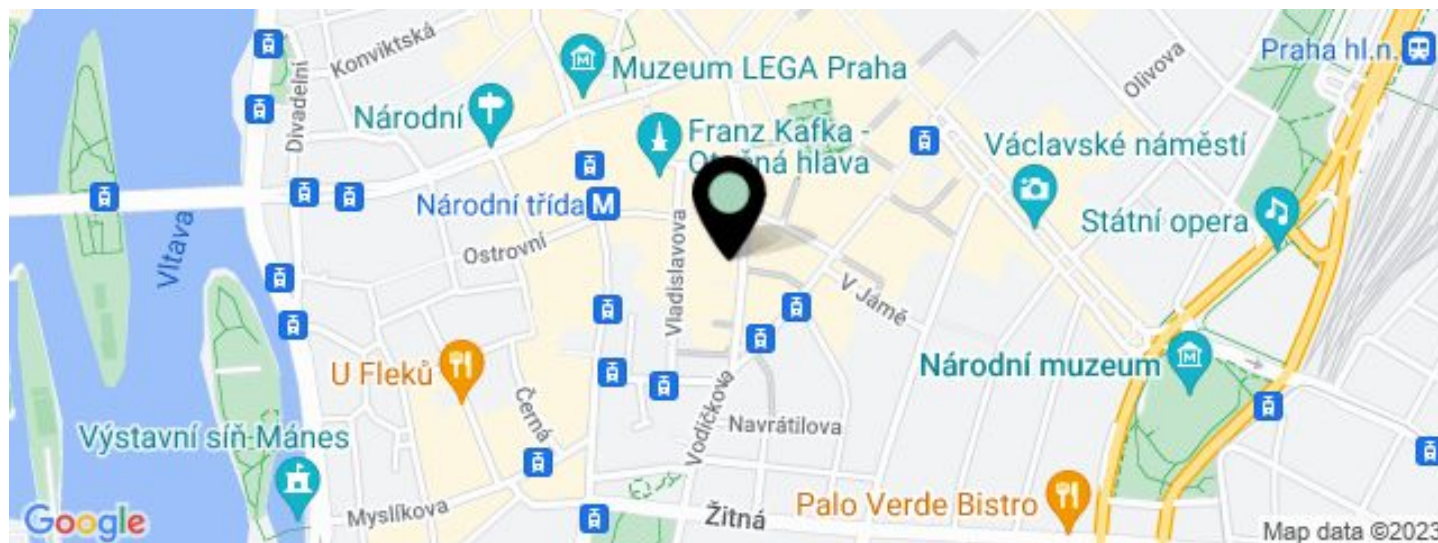 Konviktská
Muzeum LEGA Praha
Praha hl.n.
Olivova
Divadelní
Národní
Franz Kafka -
Otočná hlava
Václavské náměstí
Národní třída
M
Státní opera
Vltava
Ostrovní
Vladislavova
V Jámě
U Fleků
Národní muzeum
Černá
Vodičkova
Navrátilova
Výstavní síň-Mánes
Myslíkova
Žitná
Palo Verde Bistro
Google
Map data ©2023